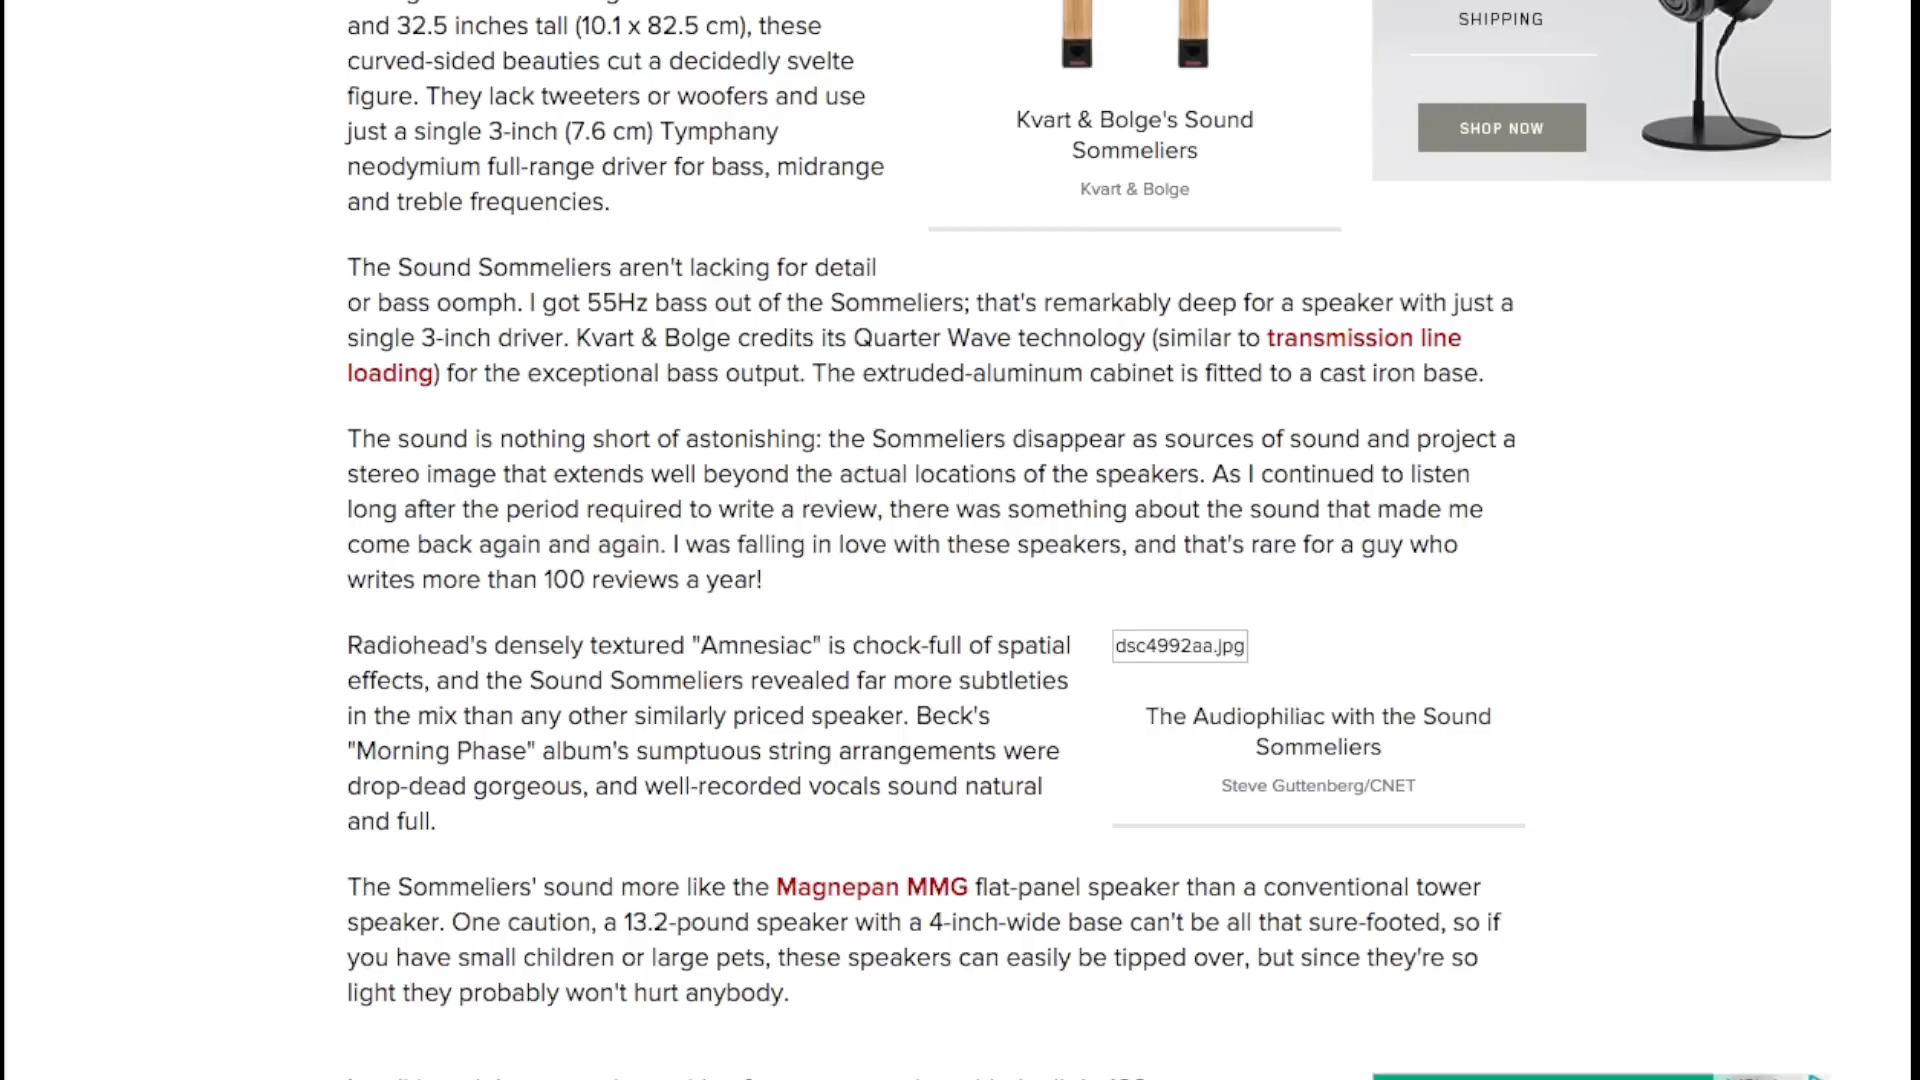 and 32.5 inches tall (10.1 x 82.5 cm), these
curved-sided beauties cut a decidedly svelte
figure. They lack tweeters or woofers and use
just a single 3-inch (7.6 cm) Tymphany
neodymium full-range driver for bass, midrange
and treble frequencies.
Kvart & Bolge's Sound
Sommeliers
Kvart & Bolge
SHIPPING
SHOP NOW
The Sound Sommeliers aren't lacking for detail
or bass oomph. I got 55Hz bass out of the Sommeliers; that's remarkably deep for a speaker with just a
single 3-inch driver. Kvart & Bolge credits its Quarter Wave technology (similar to transmission line
loading) for the exceptional bass output. The extruded-aluminum cabinet is fitted to a cast iron base.
The sound is nothing short of astonishing: the Sommeliers disappear as sources of sound and project a
stereo image that extends well beyond the actual locations of the speakers. As I continued to listen
long after the period required to write a review, there was something about the sound that made me
come back again and again. I was falling in love with these speakers, and that's rare for a guy who
writes more than 100 reviews a year!
Radiohead's densely textured "Amnesiac" is chock-full of spatial
effects, and the Sound Sommeliers revealed far more subtleties
in the mix than any other similarly priced speaker. Beck's
"Morning Phase" album's sumptuous string arrangements were
drop-dead gorgeous, and well-recorded vocals sound natural
and full.
dsc4992aa.jpg
The Audiophiliac with the Sound
Sommeliers
Steve Guttenberg/CNET
The Sommeliers' sound more like the Magnepan MMG flat-panel speaker than a conventional tower
speaker. One caution, a 13.2-pound speaker with a 4-inch-wide base can't be all that sure-footed, so if
you have small children or large pets, these speakers can easily be tipped over, but since they're so
light they probably won't hurt anybody.